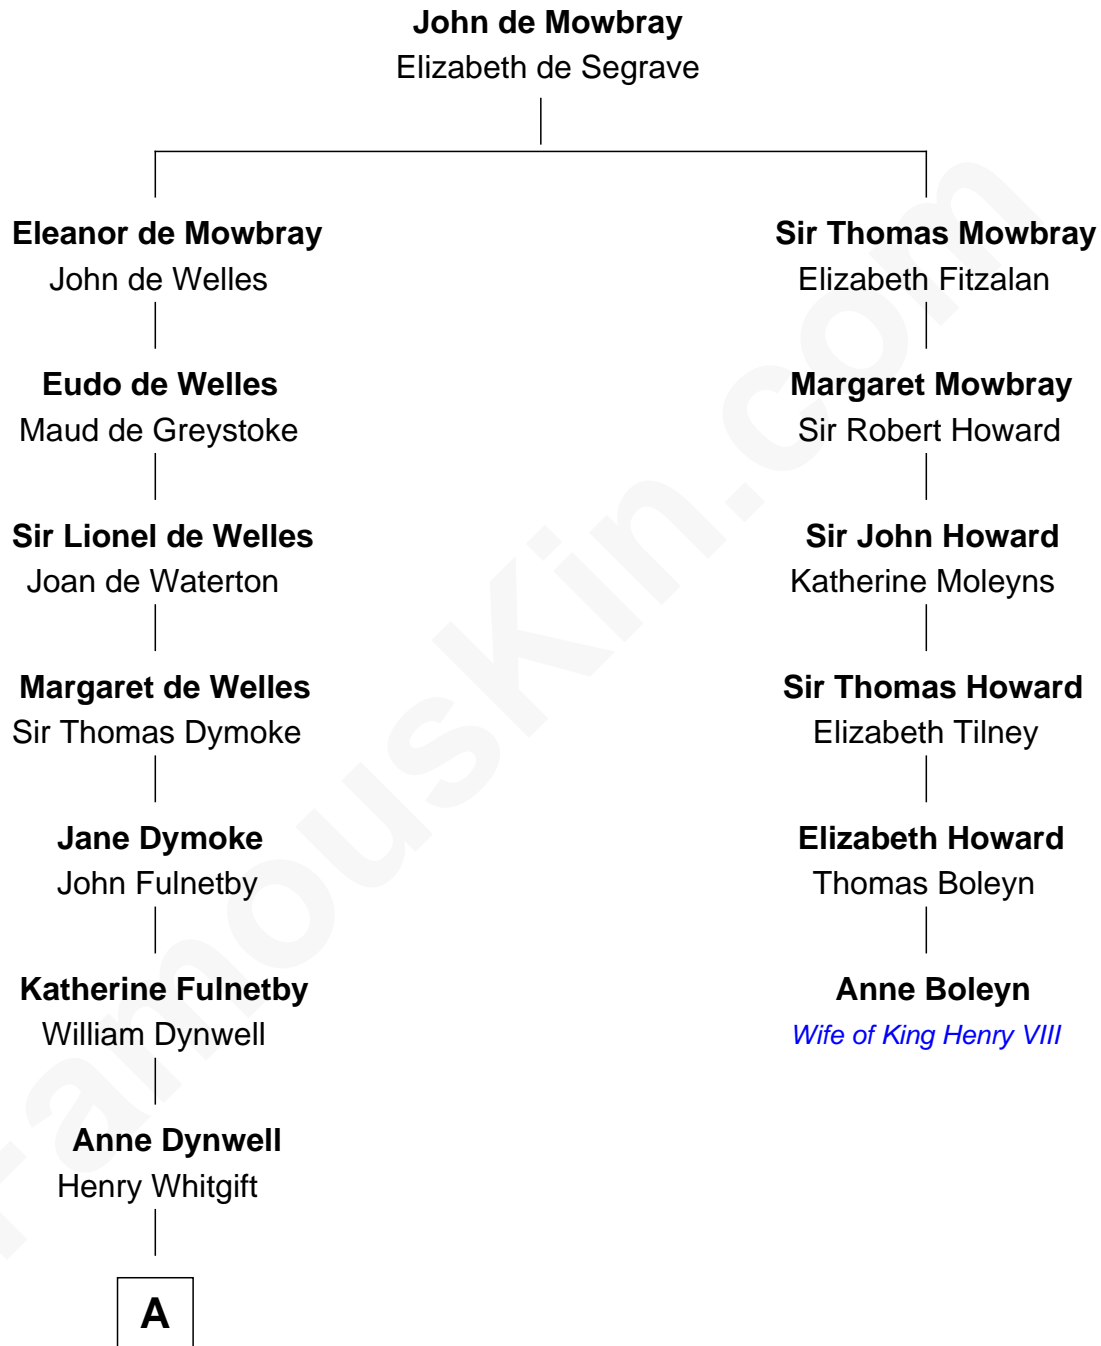 John de Mowbray
Elizabeth de Segrave
Eleanor de Mowbray
John de Welles
Sir Thomas Mowbray
Elizabeth Fitzalan
Eudo de Welles
Maud de Greystoke
Margaret Mowbray
Sir Robert Howard
Sir Lionel de Welles
Joan de Waterton
Sir John Howard
Katherine Moleyns
Margaret de Welles
Sir Thomas Dymoke
Sir Thomas Howard
Elizabeth Tilney
Jane Dymoke
John Fulnetby
Elizabeth Howard
Thomas Boleyn
Katherine Fulnetby
William Dynwell
Anne Boleyn
Wife of King Henry VIII
Anne Dynwell
Henry Whitgift
A
FamousKin.com